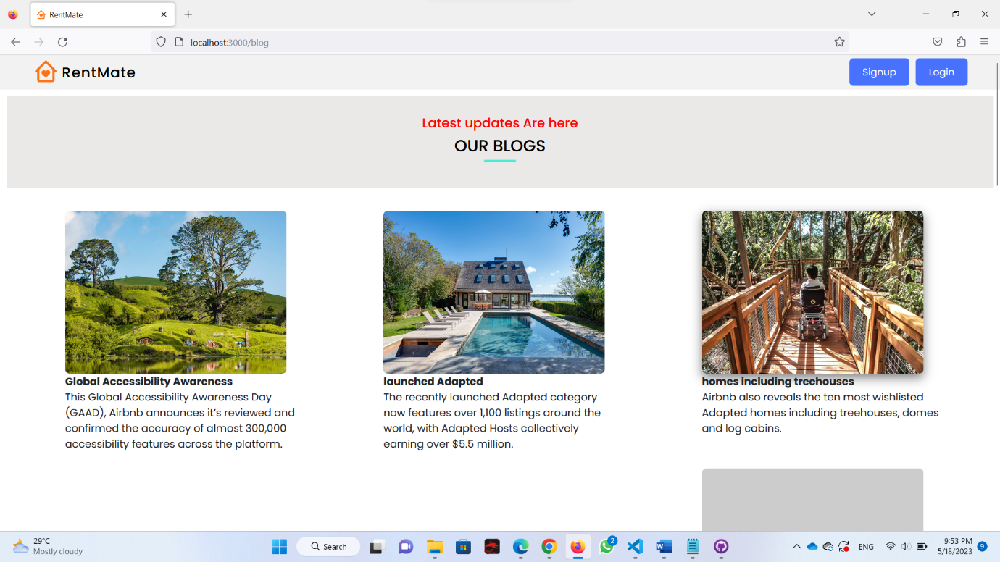 RentMate
localhost:3000/blog
RentMate
Signup
Login
Latest updates Are here
OUR BLOGS
Global Accessibility Awareness
This Global Accessibility Awareness Day
(GAAD), Airbnb announces it’s reviewed and
confirmed the accuracy of almost 300,000
accessibility features across the platform.
launched Adapted
The recently launched Adapted category
now features over 1,100 listings around the
world, with Adapted Hosts collectively
earning over $5.5 million.
homes including treehouses
Airbnb also reveals the ten most wishlisted
Adapted homes including treehouses, domes
and log cabins.
29°C
Mostly cloudy
Search
2
ENG
9:53 PM
5/18/2023
9